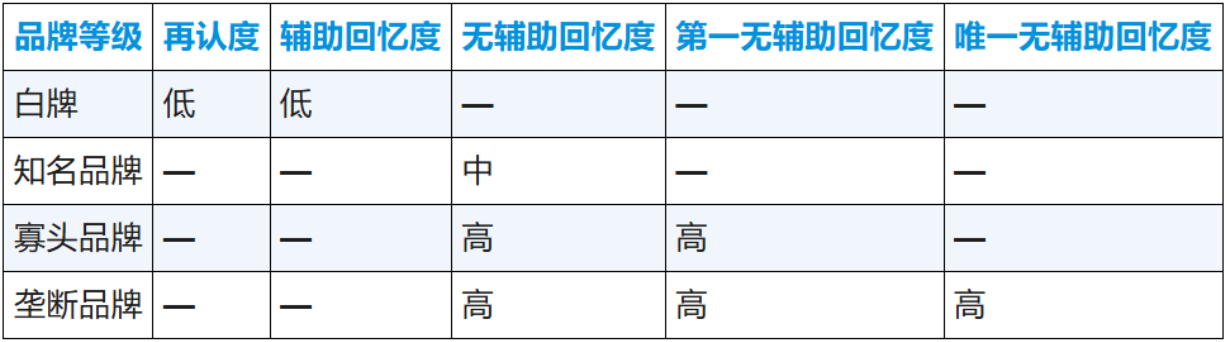 品牌等级 再认度 辅助回忆度 无辅助回忆度 第一无辅助回忆度 唯一无辅助回忆度
白牌 低 低 — — —
知名品牌 — — 中 — —
寡头品牌 — — 高 高 —
垄断品牌 — — 高 高 高